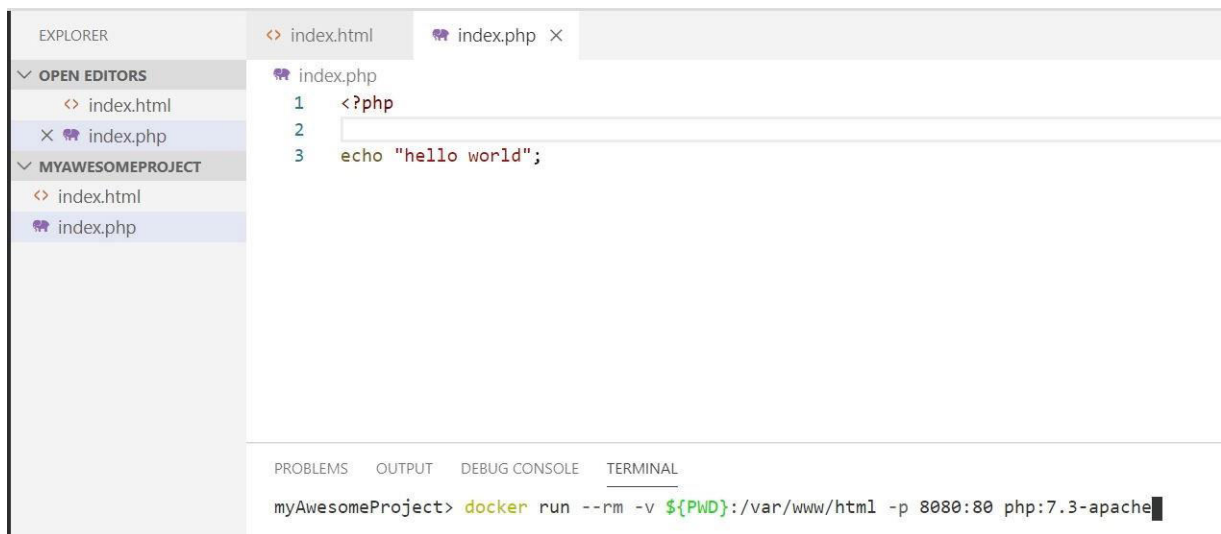 EXPLORER
OPEN EDITORS
index.html
index.php
MYAWESOMEPROJECT
index.html
index.php
index.html
index.php
index.php
1 <?php
2
3 echo "hello world";
PROBLEMS OUTPUT DEBUG CONSOLE TERMINAL
myAwesomeProject> docker run --rm -v ${PWD}:/var/www/html -p 8080:80 php:7.3-apache